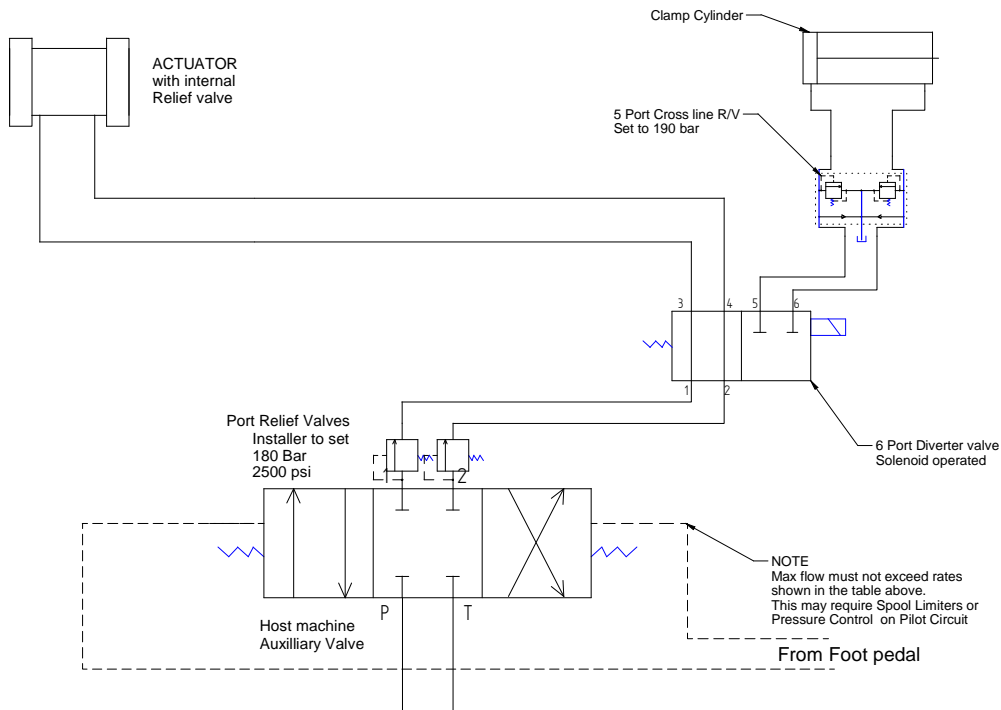 Clamp Cylinder
ACTUATOR
with internal
Relief valve
5 Port Cross line R/V
Set to 190 bar
3
4
5
6
1
2
Port Relief Valves
Installer to set
180 Bar
2500 psi
6 Port Diverter valve
Solenoid operated
1
2
NOTE
Max flow must not exceed rates
shown in the table above.
This may require Spool Limiters or
Pressure Control on Pilot Circuit
P
T
Host machine
Auxilliary Valve
From Foot pedal